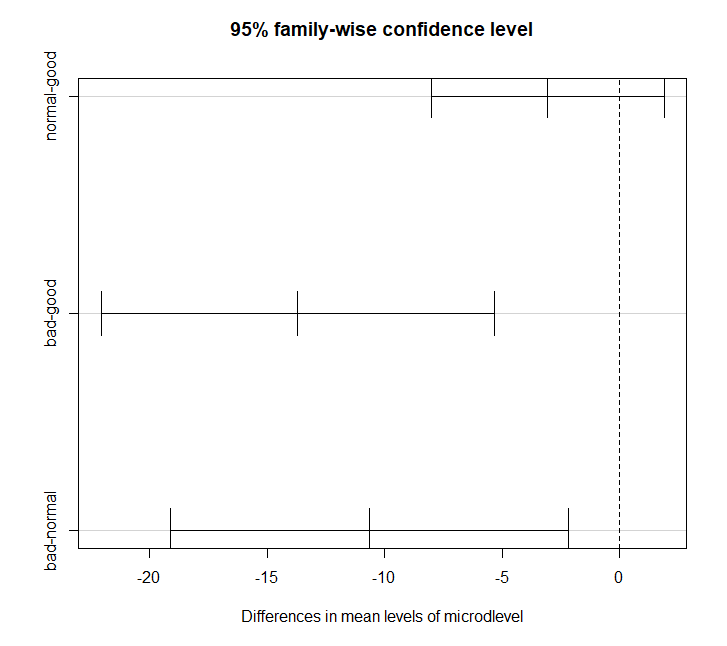 95% family-wise confidence level
normal-good
bad-good
bad-normal
-20 -15 -10 -5 0
Differences in mean levels of microdlevel